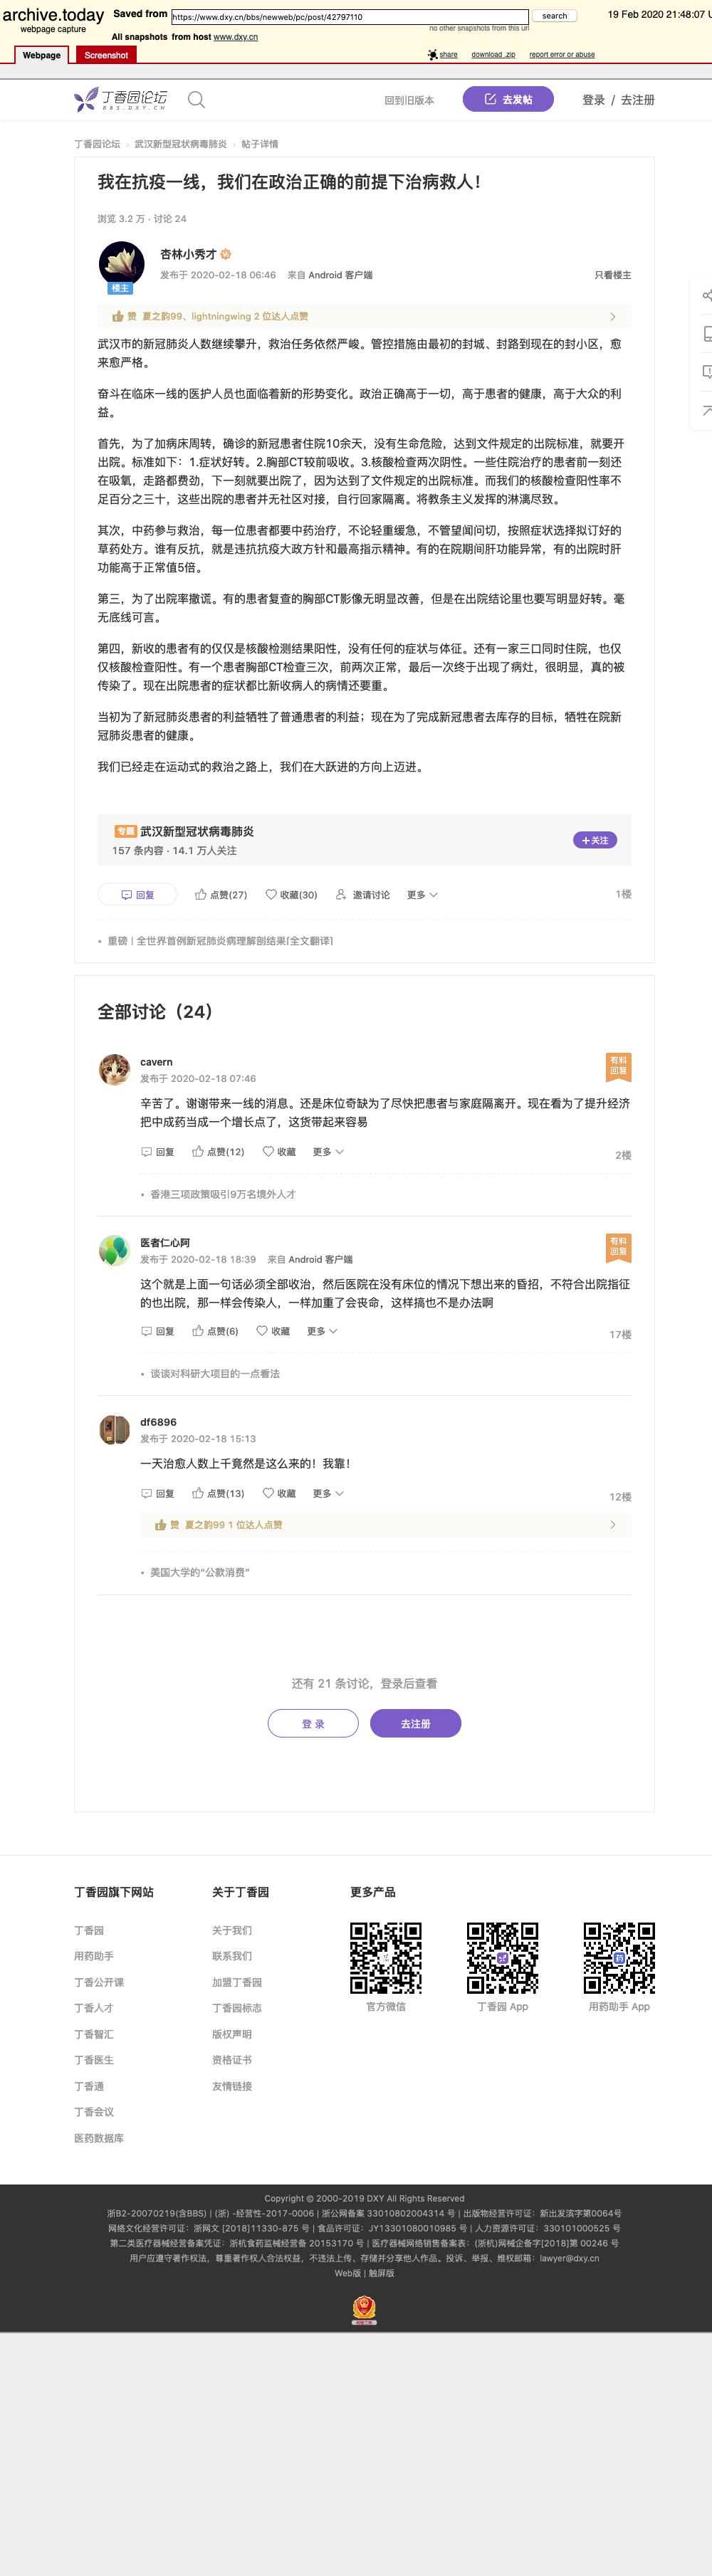 archive.today
webpage capture
Saved from
https://www.dxy.cn/bbs/newweb/pc/post/42797110
search
19 Feb 2020 21:48:07 U
no other snapshots from this url
All snapshots from host www.dxy.cn
Webpage
Screenshot
share
download .zip
report error or abuse
丁香园论坛
BBS.DXY.CN
回到旧版本
去发帖
登录 / 去注册
丁香园论坛 › 武汉新型冠状病毒肺炎 › 帖子详情
我在抗疫一线，我们在政治正确的前提下治病救人！
浏览 3.2 万 · 讨论 24
杏林小秀才
楼主
发布于 2020-02-18 06:46 来自 Android 客户端
只看楼主
赞 夏之韵99、lightningwing 2 位达人点赞
武汉市的新冠肺炎人数继续攀升，救治任务依然严峻。管控措施由最初的封城、封路到现在的封小区，愈
来愈严格。
奋斗在临床一线的医护人员也面临着新的形势变化。政治正确高于一切，高于患者的健康，高于大众的利
益。
首先，为了加病床周转，确诊的新冠患者住院10余天，没有生命危险，达到文件规定的出院标准，就要开
出院。标准如下：1.症状好转。2.胸部CT较前吸收。3.核酸检查两次阴性。一些住院治疗的患者前一刻还
在吸氧，走路都费劲，下一刻就要出院了，因为达到了文件规定的出院标准。而我们的核酸检查阳性率不
足百分之三十，这些出院的患者并无社区对接，自行回家隔离。将教条主义发挥的淋漓尽致。
其次，中药参与救治，每一位患者都要中药治疗，不论轻重缓急，不管望闻问切，按照症状选择拟订好的
草药处方。谁有反抗，就是违抗抗疫大政方针和最高指示精神。有的在院期间肝功能异常，有的出院时肝
功能高于正常值5倍。
第三，为了出院率撒谎。有的患者复查的胸部CT影像无明显改善，但是在出院结论里也要写明显好转。毫
无底线可言。
第四，新收的患者有的仅仅是核酸检测结果阳性，没有任何的症状与体征。还有一家三口同时住院，也仅
仅核酸检查阳性。有一个患者胸部CT检查三次，前两次正常，最后一次终于出现了病灶，很明显，真的被
传染了。现在出院患者的症状都比新收病人的病情还要重。
当初为了新冠肺炎患者的利益牺牲了普通患者的利益；现在为了完成新冠患者去库存的目标，牺牲在院新
冠肺炎患者的健康。
我们已经走在运动式的救治之路上，我们在大跃进的方向上迈进。
专题 武汉新型冠状病毒肺炎
157 条内容 · 14.1 万人关注
+关注
回复 点赞(27) 收藏(30) 邀请讨论 更多 1楼
• 重磅 | 全世界首例新冠肺炎病理解剖结果[全文翻译]
全部讨论（24）
cavern
发布于 2020-02-18 07:46
有料
回复
辛苦了。谢谢带来一线的消息。还是床位奇缺为了尽快把患者与家庭隔离开。现在看为了提升经济
把中成药当成一个增长点了，这货带起来容易
回复 点赞(12) 收藏 更多 2楼
• 香港三项政策吸引9万名境外人才
医者仁心阿
发布于 2020-02-18 18:39 来自 Android 客户端
有料
回复
这个就是上面一句话必须全部收治，然后医院在没有床位的情况下想出来的昏招，不符合出院指征
的也出院，那一样会传染人，一样加重了会丧命，这样搞也不是办法啊
回复 点赞(6) 收藏 更多 17楼
• 谈谈对科研大项目的一点看法
df6896
发布于 2020-02-18 15:13
一天治愈人数上千竟然是这么来的！我靠！
回复 点赞(13) 收藏 更多 12楼
赞 夏之韵99 1 位达人点赞
• 美国大学的“公款消费”
还有 21 条讨论，登录后查看
登 录
去注册
丁香园旗下网站 关于丁香园 更多产品
丁香园 关于我们
用药助手 联系我们
丁香公开课 加盟丁香园
丁香人才 丁香园标志
官方微信 丁香园 App 用药助手 App
丁香智汇 版权声明
丁香医生 资格证书
丁香通 友情链接
丁香会议
医药数据库
Copyright © 2000-2019 DXY All Rights Reserved
浙B2-20070219(含BBS) | (浙) -经营性-2017-0006 | 浙公网备案 33010802004314 号 | 出版物经营许可证：新出发滨字第0064号
网络文化经营许可证：浙网文 [2018]11330-875 号 | 食品许可证：JY13301080010985 号 | 人力资源许可证：330101000525 号
第二类医疗器械经营备案凭证：浙杭食药监械经营备 20153170 号 | 医疗器械网络销售备案表：(浙杭)网械企备字[2018]第 00246 号
用户应遵守著作权法，尊重著作权人合法权益，不违法上传、存储并分享他人作品。投诉、举报、维权邮箱：lawyer@dxy.cn
Web版 | 触屏版